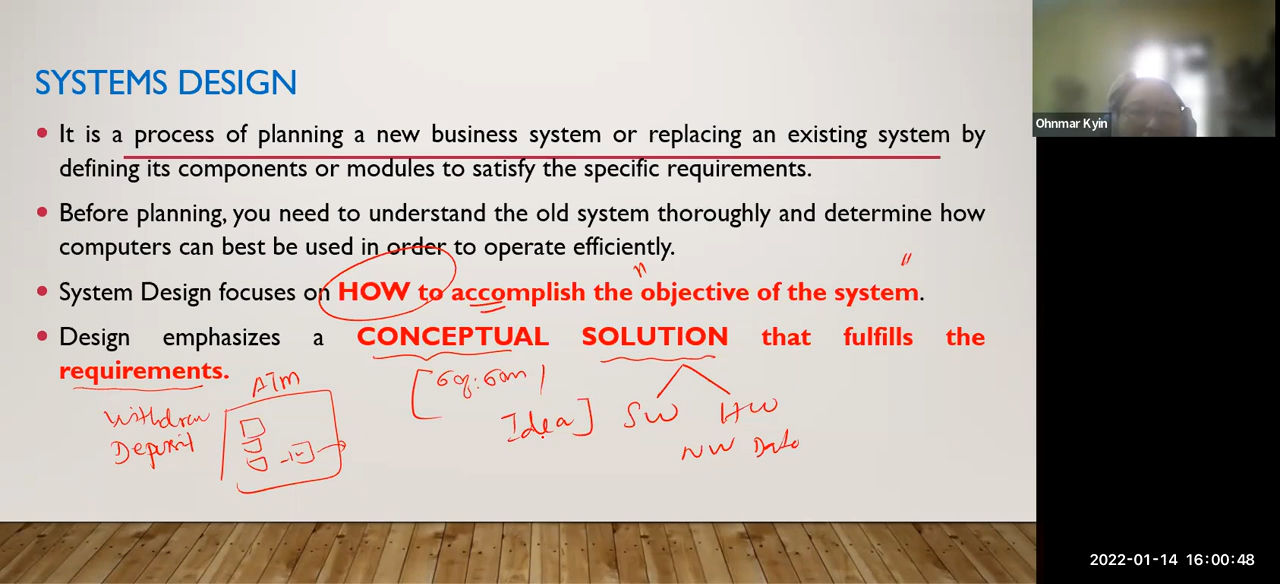 SYSTEMS DESIGN
It is a process of planning a new business system or replacing an existing system by
defining its components or modules to satisfy the specific requirements.
Before planning, you need to understand the old system thoroughly and determine how
computers can best be used in order to operate efficiently.
System Design focuses on HOW to accomplish the objective of the system.
Design emphasizes a CONCEPTUAL SOLUTION that fulfills the
requirements.
ATM
Withdraw
Deposit
Idea]
SW HW
NW Data
Ohnmar Kyin
2022-01-14 16:00:48